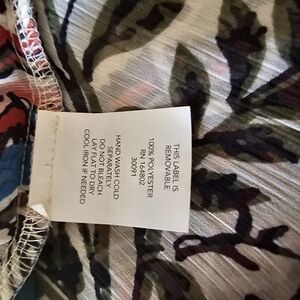 THIS LABEL IS
REMOVABLE
100% POLYESTER
RN 164802
30091
HAND WASH COLD
SEPARATELY
DO NOT BLEACH
LAY FLAT TO DRY
COOL IRON IF NEEDED